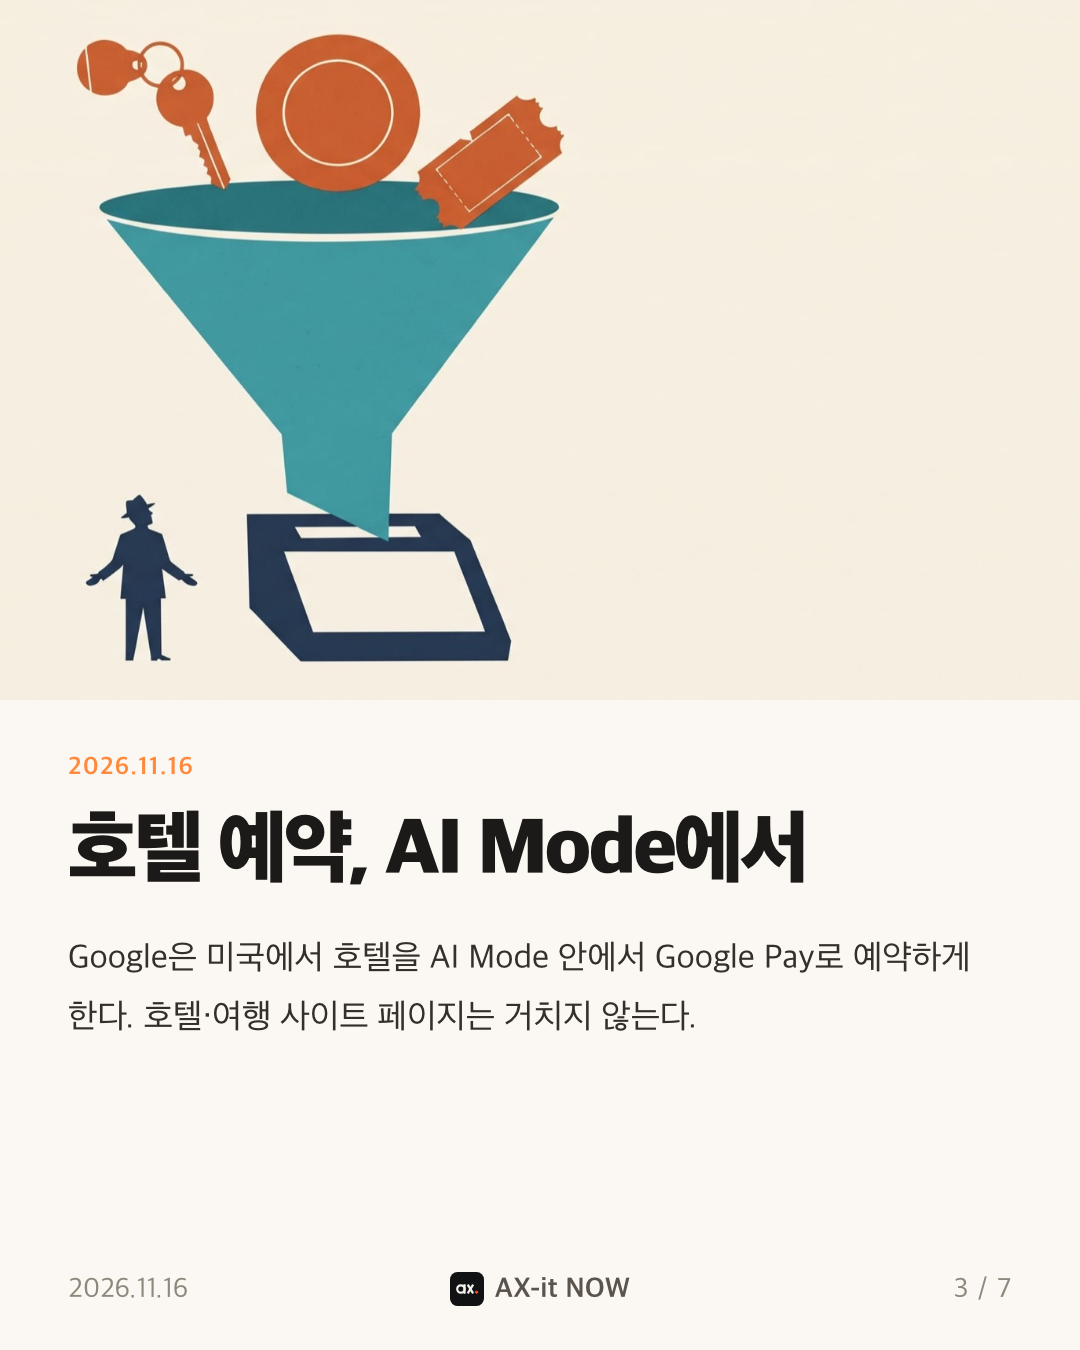 2026.11.16
호텔 예약, AI Mode에서
Google은 미국에서 호텔을 AI Mode 안에서 Google Pay로 예약하게
한다. 호텔·여행 사이트 페이지는 거치지 않는다.
2026.11.16
ax.
AX-it NOW
3 / 7